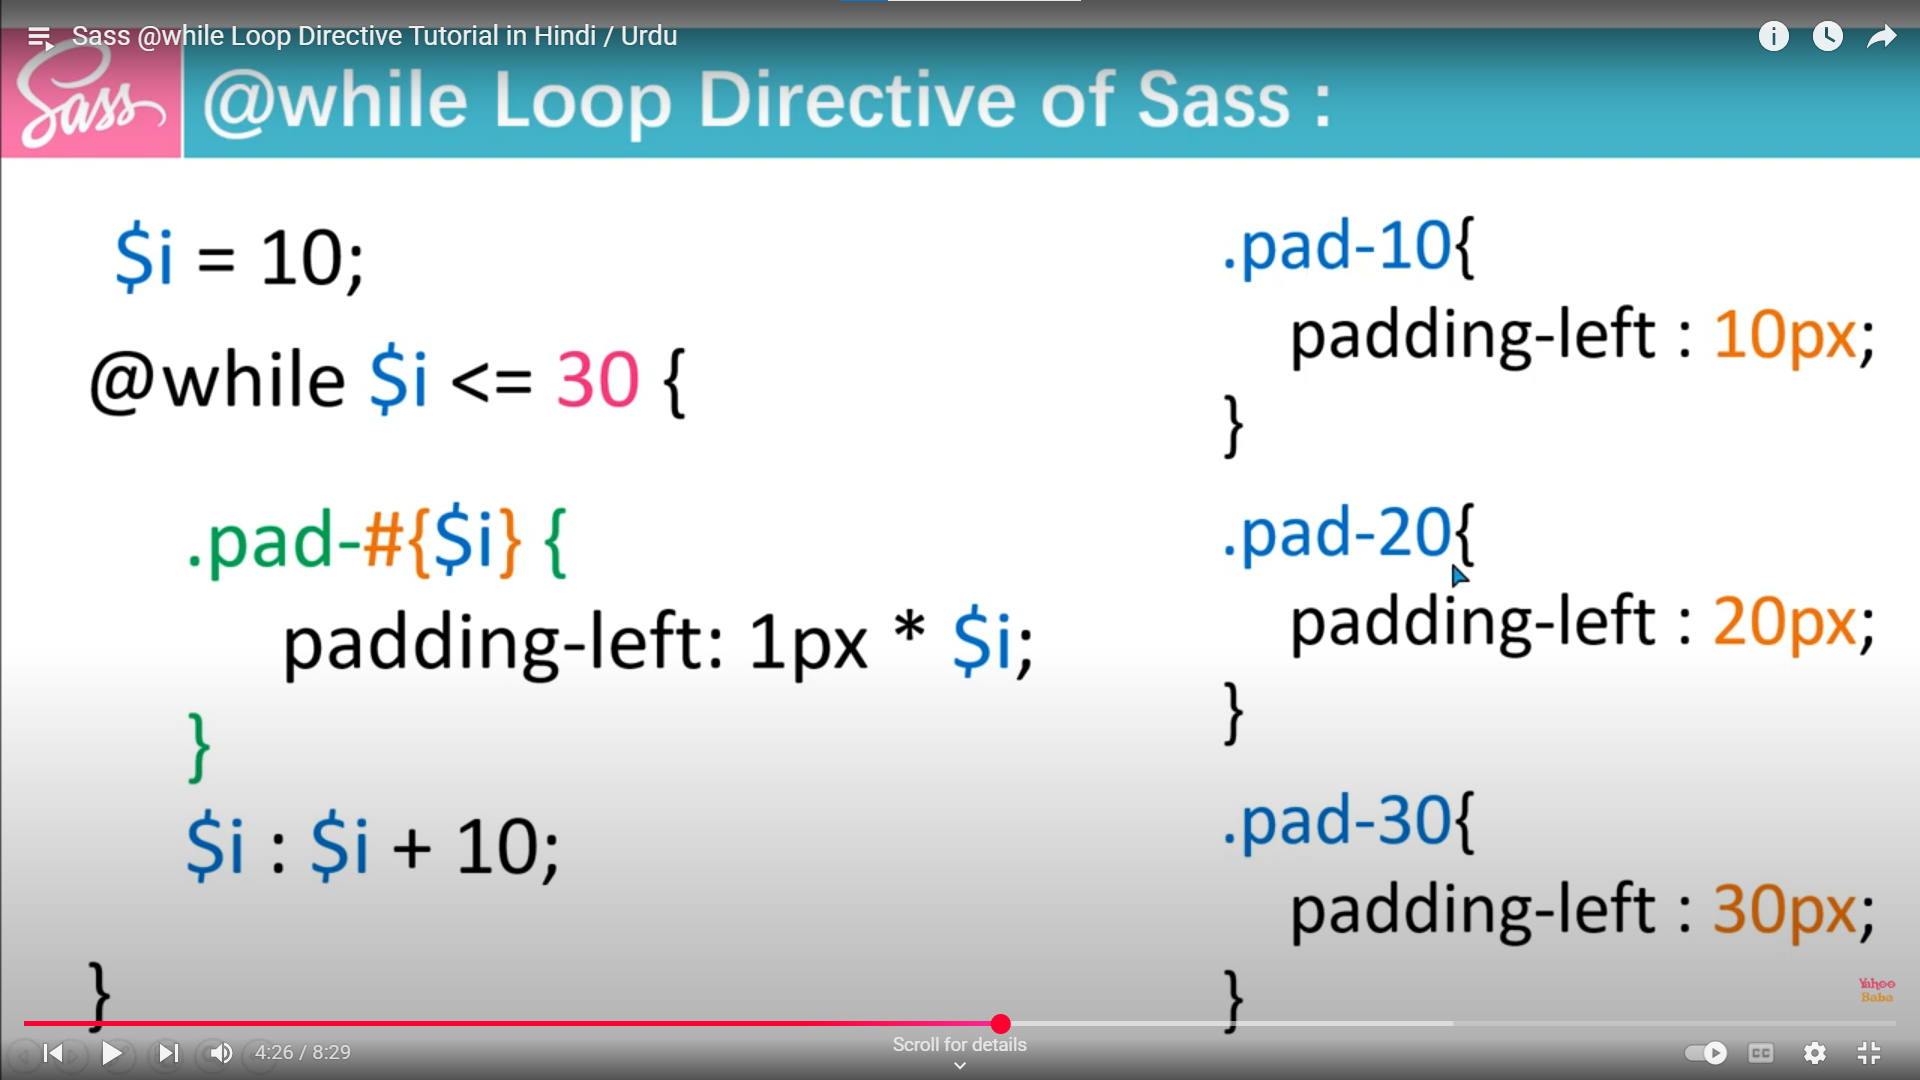 Sass @while Loop Directive Tutorial in Hindi / Urdu
Sass
@while Loop Directive of Sass :
$i = 10;
@while $i <= 30 {
.pad-#{$i} {
padding-left: 1px * $i;
}
$i : $i + 10;
}
.pad-10{
padding-left : 10px;
}
.pad-20{
padding-left : 20px;
}
.pad-30{
padding-left : 30px;
}
Yahoo
Baba
4:26 / 8:29
Scroll for details
CC